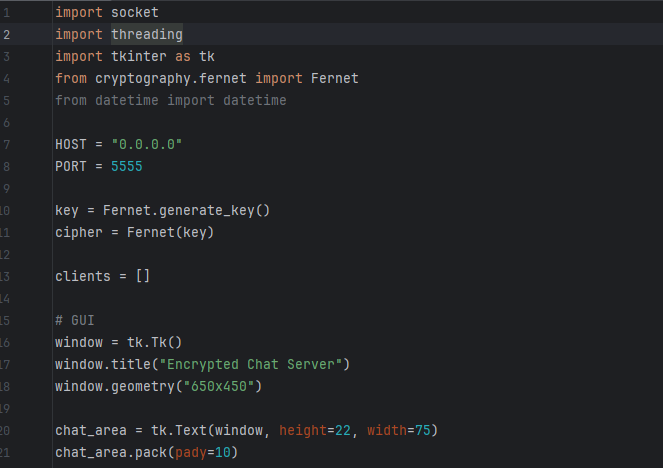 1 import socket
2 import threading
3 import tkinter as tk
4 from cryptography.fernet import Fernet
5 from datetime import datetime
6
7 HOST = "0.0.0.0"
8 PORT = 5555
9
10 key = Fernet.generate_key()
11 cipher = Fernet(key)
12
13 clients = []
14
15 # GUI
16 window = tk.Tk()
17 window.title("Encrypted Chat Server")
18 window.geometry("650x450")
19
20 chat_area = tk.Text(window, height=22, width=75)
21 chat_area.pack(pady=10)